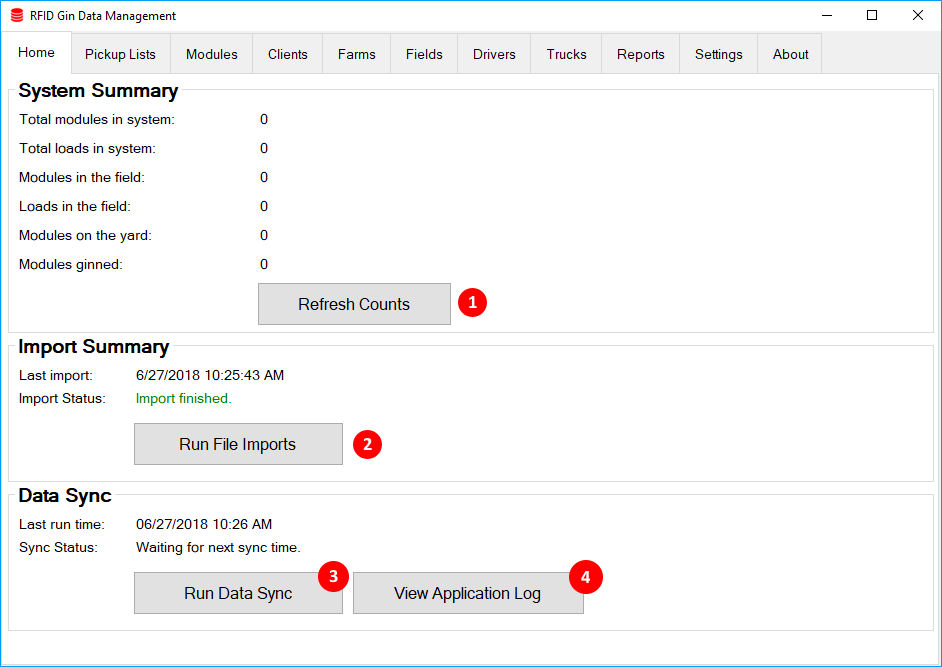 RFID Gin Data Management
Home Pickup Lists Modules Clients Farms Fields Drivers Trucks Reports Settings About
System Summary
Total modules in system: 0
Total loads in system: 0
Modules in the field: 0
Loads in the field: 0
Modules on the yard: 0
Modules ginned: 0
Refresh Counts 1
Import Summary
Last import: 6/27/2018 10:25:43 AM
Import Status: Import finished.
Run File Imports 2
Data Sync
Last run time: 06/27/2018 10:26 AM
Sync Status: Waiting for next sync time.
Run Data Sync 3 View Application Log 4